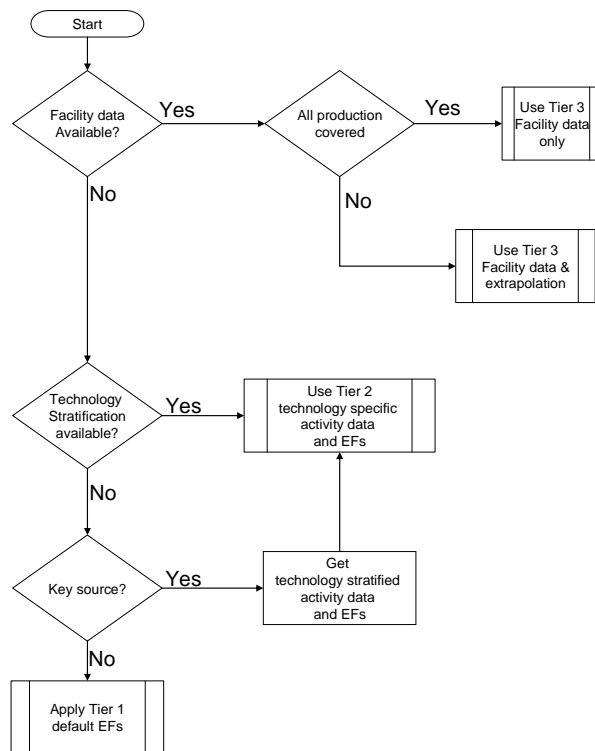 Start
Facility data
Available?
Yes
All production
covered
Yes
Use Tier 3
Facility data
only
No
No
Use Tier 3
Facility data &
extrapolation
Technology
Stratification
available?
Yes
Use Tier 2
technology specific
activity data
and EFs
No
Key source?
Yes
Get
technology stratified
activity data
and EFs
No
Apply Tier 1
default EFs